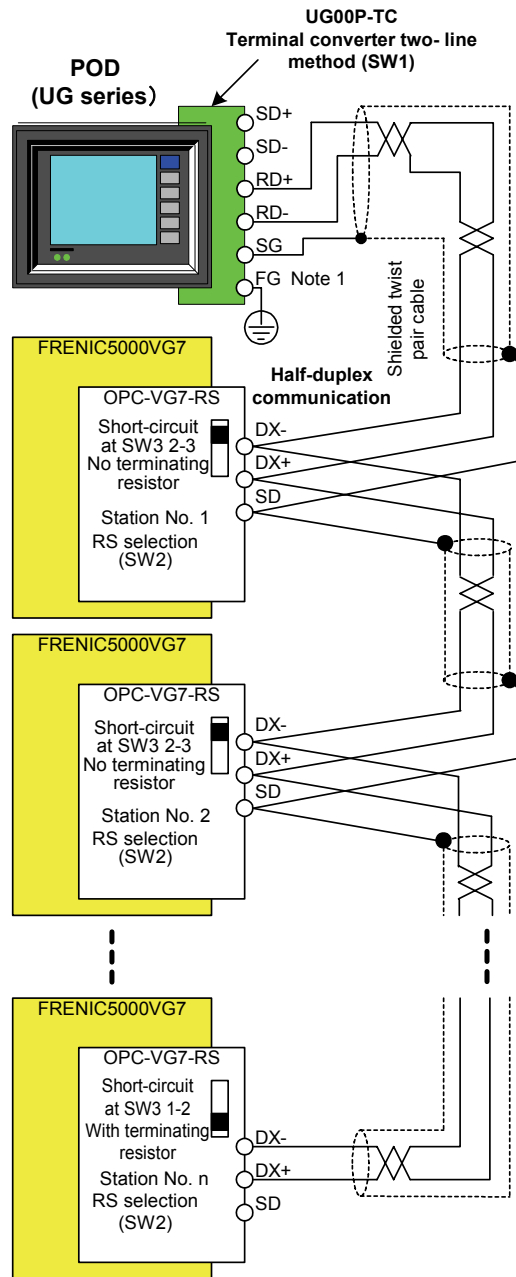 UG00P-TC
Terminal converter two- line
method (SW1)
POD
(UG series)
SD+
SD-
RD+
RD-
SG
FG Note 1
Shielded twist
pair cable
FRENIC5000VG7
Half-duplex
communication
OPC-VG7-RS
Short-circuit
at SW3 2-3
No terminating
resistor
Station No. 1
RS selection
(SW2)
DX-
DX+
SD
FRENIC5000VG7
OPC-VG7-RS
Short-circuit
at SW3 2-3
No terminating
resistor
Station No. 2
RS selection
(SW2)
DX-
DX+
SD
FRENIC5000VG7
OPC-VG7-RS
Short-circuit
at SW3 1-2
With terminating
resistor
Station No. n
RS selection
(SW2)
DX-
DX+
SD